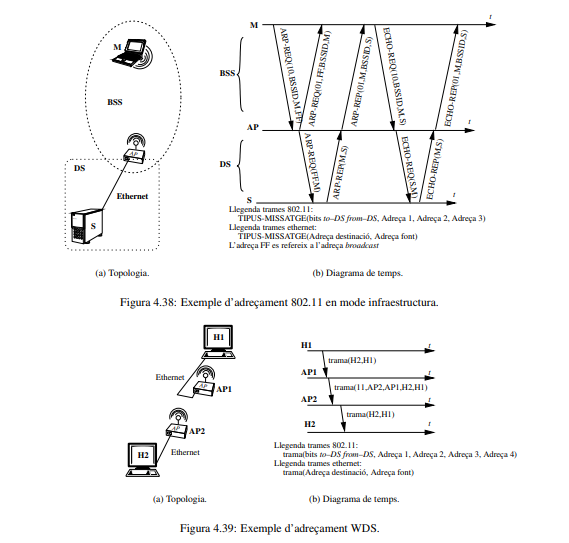 M
BSS
AP
DS
Ethernet
S
M
t
BSS
ARP-REQ(10,BSSID,M,FF)
ARP-REQ(01,FF,BSSID,M)
ARP-REP(01,M,BSSID,S)
ECHO-REQ(10,BSSID,M,S)
ECHO-REP(01,M,BSSID,S)
AP
t
DS
ARP-REQ(FF,M)
ARP-REP(M,S)
ECHO-REQ(S,M)
ECHO-REP(M,S)
S
t
Llegenda trames 802.11:
TIPUS-MISSATGE(bits to–DS from–DS, Adreça 1, Adreça 2, Adreça 3)
Llegenda trames ethernet:
TIPUS-MISSATGE(Adreça destinació, Adreça font)
L'adreça FF es refereix a l'adreça broadcast
(a) Topologia.
(b) Diagrama de temps.
Figura 4.38: Exemple d'adreçament 802.11 en mode infraestructura.
H1
Ethernet
AP
AP1
AP
AP2
H2
Ethernet
H1
t
trama(H2,H1)
AP1
t
trama(11,AP2,AP1,H2,H1)
AP2
t
trama(H2,H1)
H2
t
Llegenda trames 802.11:
trama(bits to–DS from–DS, Adreça 1, Adreça 2, Adreça 3, Adreça 4)
Llegenda trames ethernet:
trama(Adreça destinació, Adreça font)
(a) Topologia.
(b) Diagrama de temps.
Figura 4.39: Exemple d'adreçament WDS.